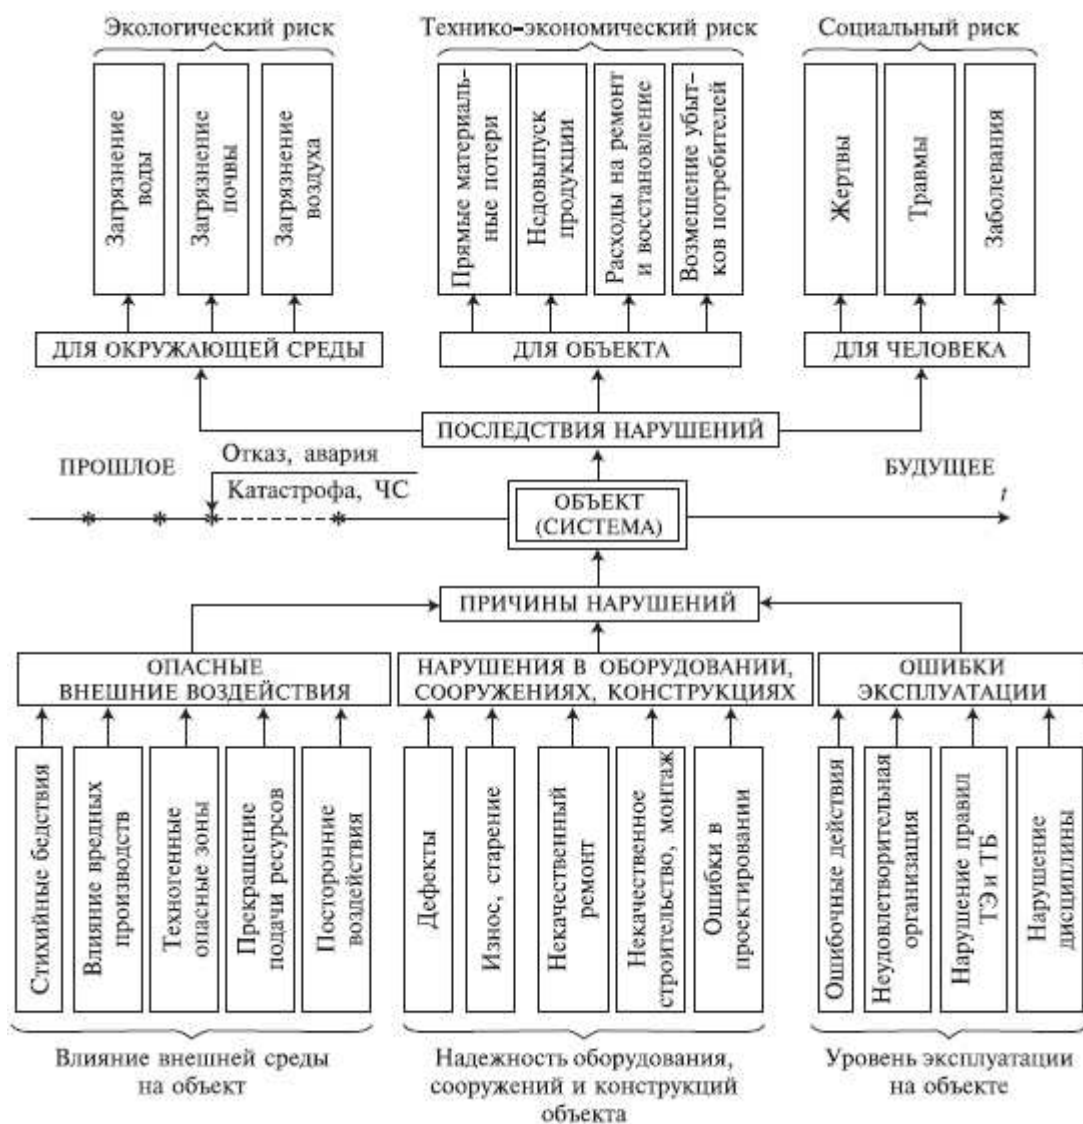 Экологический риск
Технико-экономический риск
Социальный риск
Загрязнение
воды
Загрязнение
почвы
Загрязнение
воздуха
Прямые материаль-
ные потери
Недовыпуск
продукции
Расходы на ремонт
и восстановление
Возмещение убыт-
ков потребителей
Жертвы
Травмы
Заболевания
ДЛЯ ОКРУЖАЮЩЕЙ СРЕДЫ
ДЛЯ ОБЪЕКТА
ДЛЯ ЧЕЛОВЕКА
ПОСЛЕДСТВИЯ НАРУШЕНИЙ
ПРОШЛОЕ
Отказ, авария
Катастрофа, ЧС
БУДУЩЕЕ
t
ОБЪЕКТ
(СИСТЕМА)
ПРИЧИНЫ НАРУШЕНИЙ
ОПАСНЫЕ
ВНЕШНИЕ ВОЗДЕЙСТВИЯ
НАРУШЕНИЯ В ОБОРУДОВАНИИ,
СООРУЖЕНИЯХ, КОНСТРУКЦИЯХ
ОШИБКИ
ЭКСПЛУАТАЦИИ
Стихийные бедствия
Влияние вредных
производств
Техногенные
опасные зоны
Прекращение
подачи ресурсов
Посторонние
воздействия
Дефекты
Износ, старение
Некачественный
ремонт
Некачественное
строительство, монтаж
Ошибки в
проектировании
Ошибочные действия
Неудовлетворительная
организация
Нарушение правил
ТЭ и ТБ
Нарушение
дисциплины
Влияние внешней среды
на объект
Надежность оборудования,
сооружений и конструкций
объекта
Уровень эксплуатации
на объекте